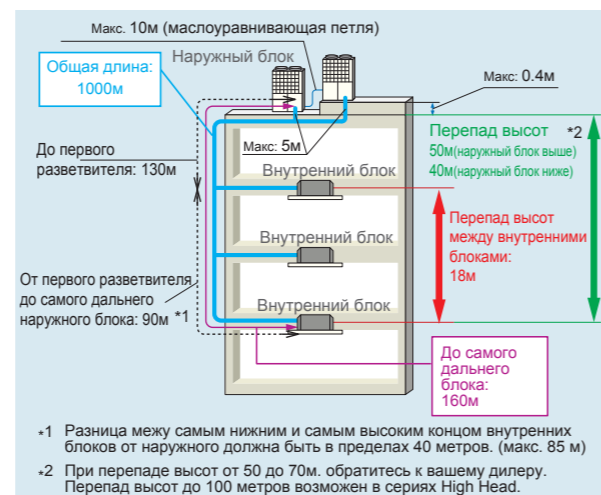 Макс. 10м (маслоуравнивающая петля)
Наружный блок
Общая длина:
1000м
Макс: 0.4м
Макс: 5м
До первого
разветвителя: 130м
Перепад высот *2
50м(наружный блок выше)
40м(наружный блок ниже)
Внутренний блок
Перепад высот
между внутренними
блоками:
18м
Внутренний блок
От первого разветвителя
до самого дальнего
наружного блока: 90м *1
Внутренний блок
До самого
дальнего
блока:
160м
*1 Разница межу самым нижним и самым высоким концом внутренних
блоков от наружного должна быть в пределах 40 метров. (макс. 85 м)
*2 При перепаде высот от 50 до 70м. обратитесь к вашему дилеру.
Перепад высот до 100 метров возможен в сериях High Head.